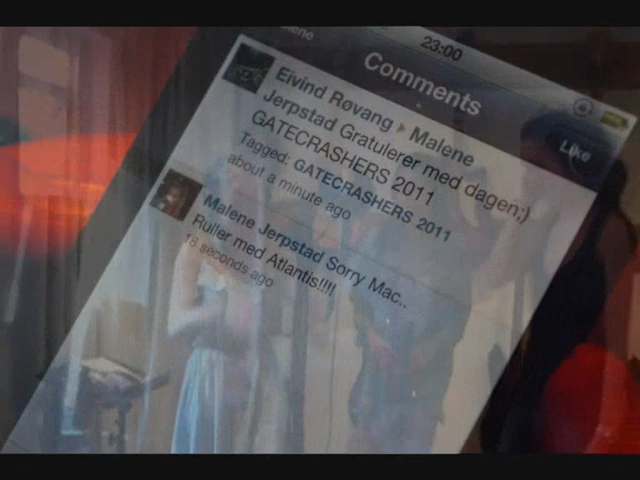 ene
23:00
Comments
Like
Eivind Røvang ▸ Malene
Jerpstad Gratulerer med dagen;)
GATECRASHERS 2011
Tagged: GATECRASHERS 2011
about a minute ago
Malene Jerpstad Sorry Mac..
Ruller med Atlantis!!!!
18 seconds ago